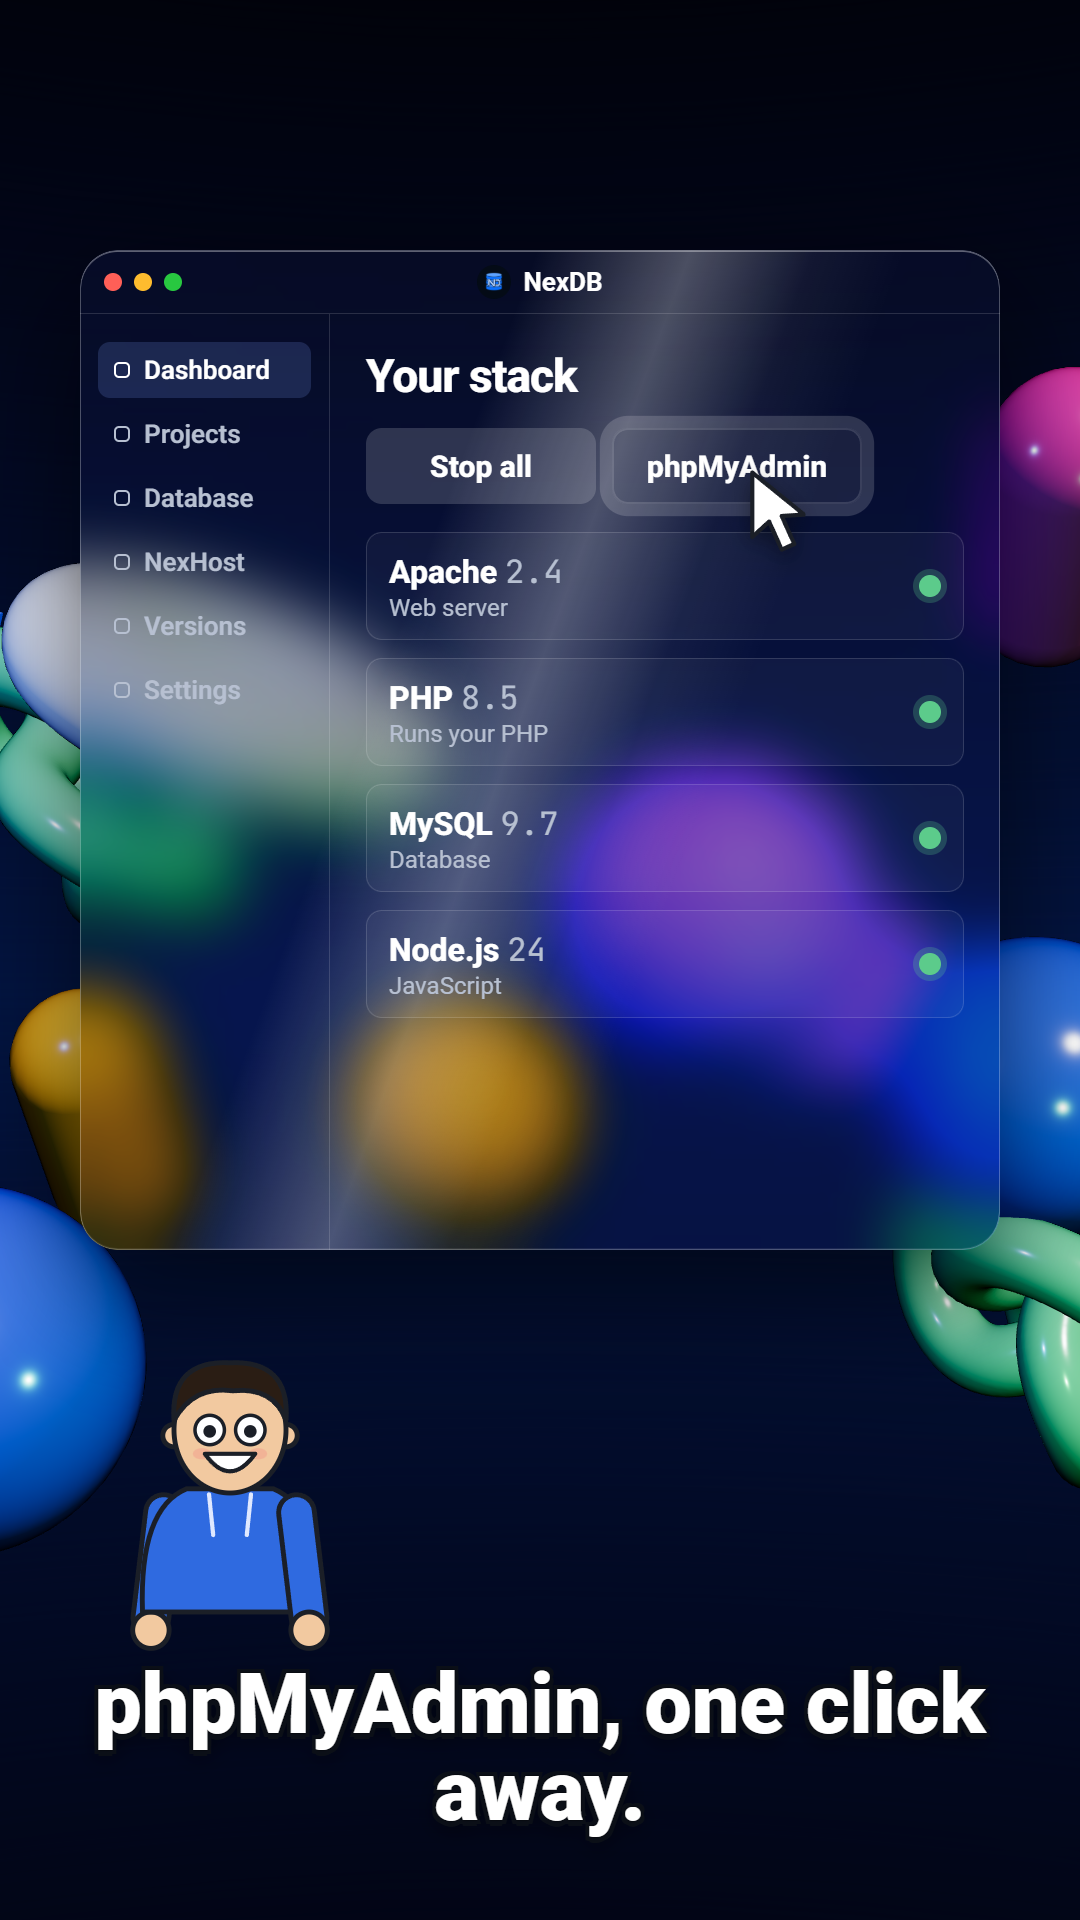 NexDB
Dashboard
Projects
Database
NexHost
Versions
Settings
Your stack
Stop all
phpMyAdmin
Apache 2.4
Web server
PHP 8.5
Runs your PHP
MySQL 9.7
Database
Node.js 24
JavaScript
phpMyAdmin, one click
away.